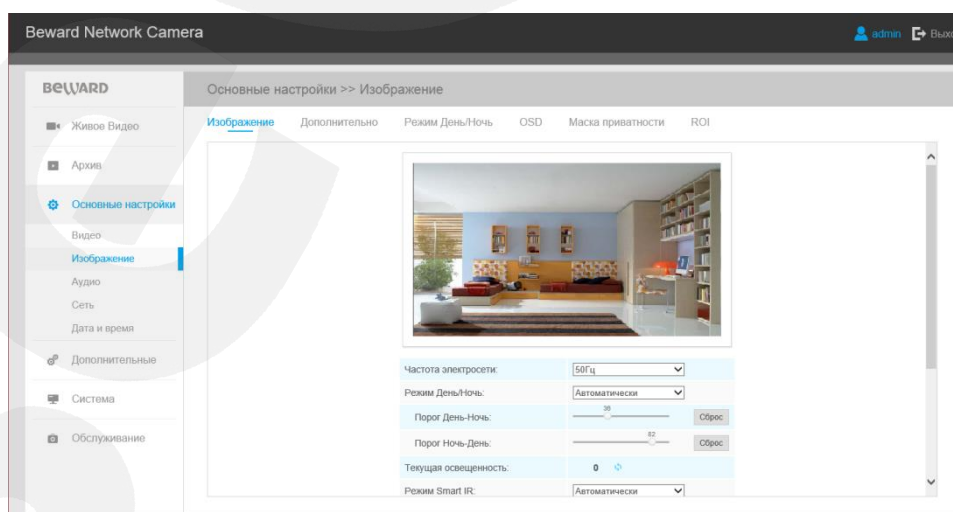 Beward Network Camera
admin Выхо
BEWARD
Основные настройки >> Изображение
Живое Видео
Изображение Дополнительно Режим День/Ночь OSD Маска приватности ROI
Архив
Основные настройки
Видео
Изображение
Аудио
Сеть
Дата и время
Дополнительные
Система
Обслуживание
Частота электросети: 50Гц
Режим День/Ночь: Автоматически
Порог День-Ночь: 36 Сброс
Порог Ночь-День: 82 Сброс
Текущая освещенность: 0
Режим Smart IR: Автоматически